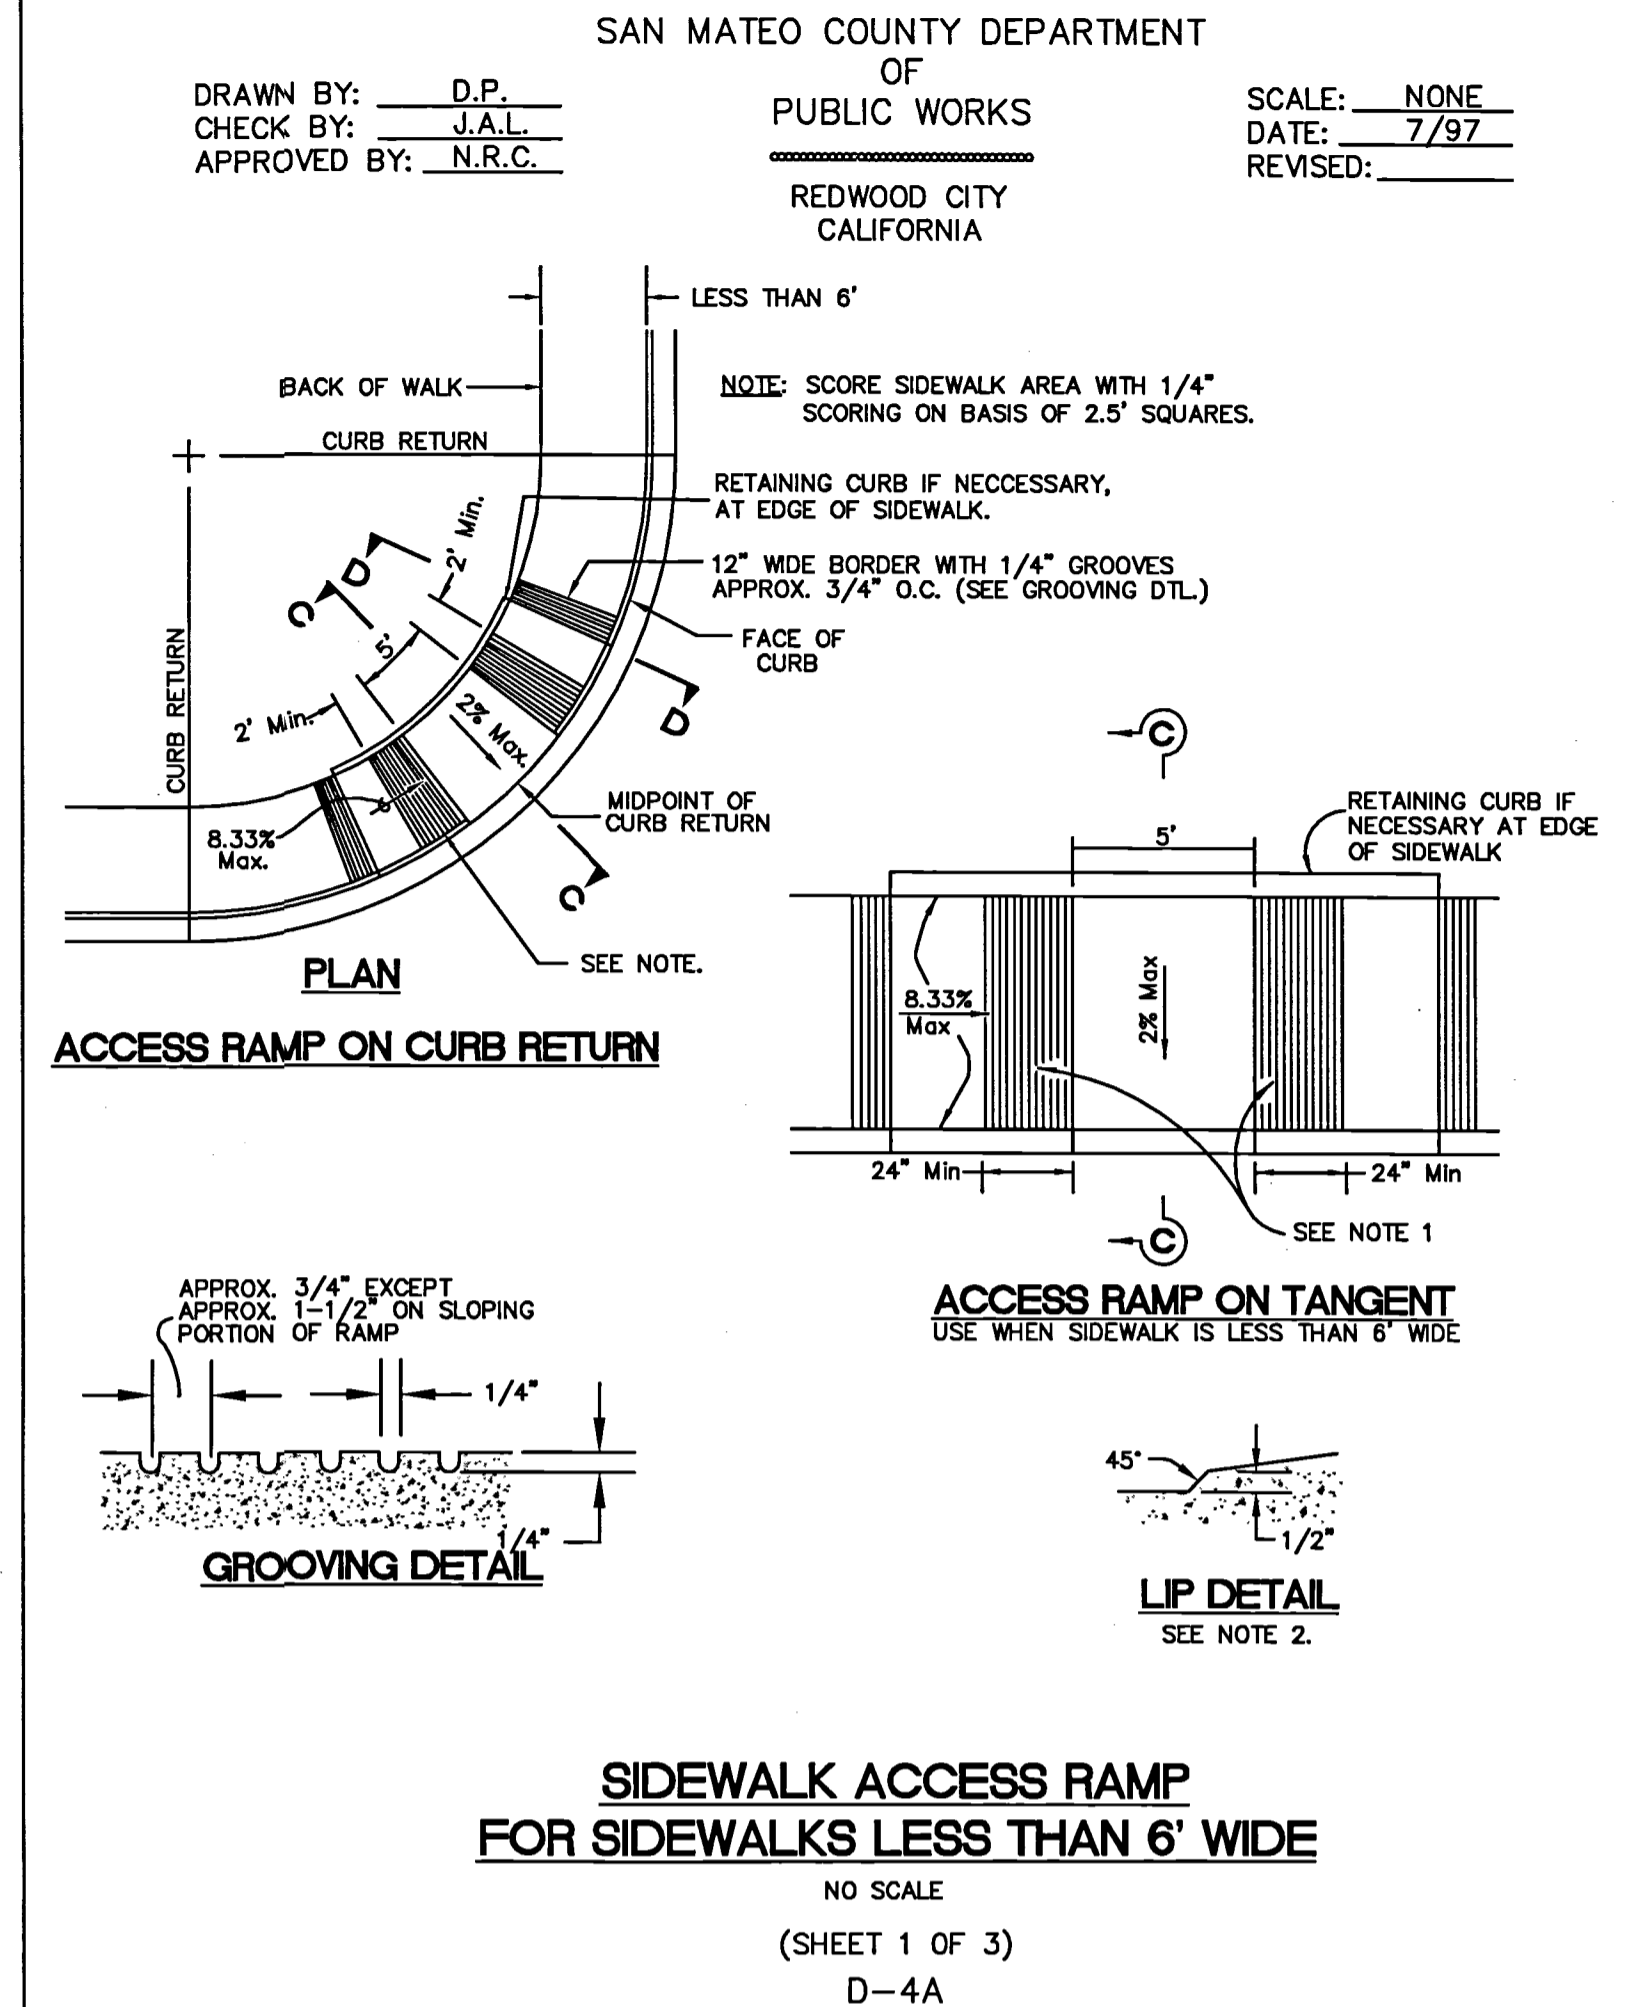 SAN MATEO COUNTY DEPARTMENT
OF
PUBLIC WORKS
REDWOOD CITY
CALIFORNIA
DRAWN BY: D.P.
CHECK BY: J.A.L.
APPROVED BY: N.R.C.
SCALE: NONE
DATE: 7/97
REVISED:
LESS THAN 6'
BACK OF WALK
NOTE: SCORE SIDEWALK AREA WITH 1/4"
SCORING ON BASIS OF 2.5' SQUARES.
CURB RETURN
RETAINING CURB IF NECCESSARY,
AT EDGE OF SIDEWALK.
2' Min.
D
C
12" WIDE BORDER WITH 1/4" GROOVES
APPROX. 3/4" O.C. (SEE GROOVING DTL.)
5'
FACE OF
CURB
CURB RETURN
2' Min.
2% Max.
D
MIDPOINT OF
CURB RETURN
8.33%
Max.
C
SEE NOTE.
PLAN
ACCESS RAMP ON CURB RETURN
C
RETAINING CURB IF
NECESSARY AT EDGE
OF SIDEWALK
5'
8.33%
Max
2% Max
24" Min
24" Min
SEE NOTE 1
C
ACCESS RAMP ON TANGENT
USE WHEN SIDEWALK IS LESS THAN 6' WIDE
APPROX. 3/4" EXCEPT
APPROX. 1-1/2" ON SLOPING
PORTION OF RAMP
1/4"
1/4"
GROOVING DETAIL
45°
1/2"
LIP DETAIL
SEE NOTE 2.
SIDEWALK ACCESS RAMP
FOR SIDEWALKS LESS THAN 6' WIDE
NO SCALE
(SHEET 1 OF 3)
D-4A